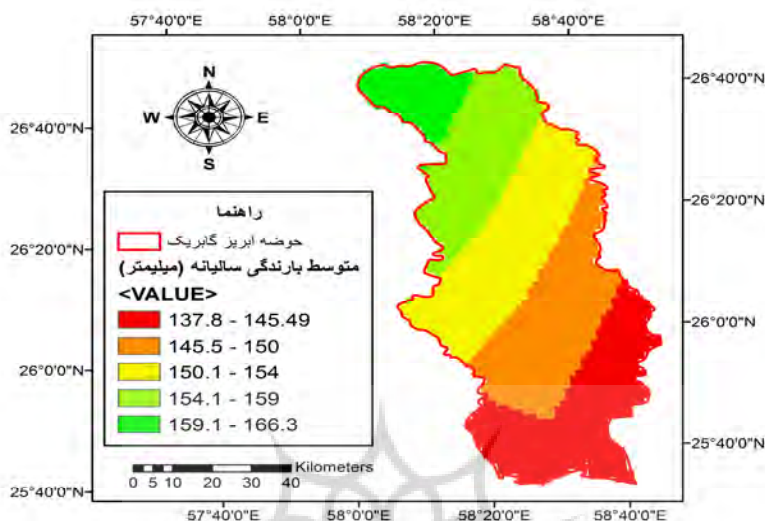 57°40'0"E 58°0'0"E 58°20'0"E 58°40'0"E
26°40'0"N
26°20'0"N
26°0'0"N
25°40'0"N
N
W E
S
راهنما
حوضه ابریز گابریک
متوسط بارندگی سالیانه (میلیمتر)
<VALUE>
137.8 - 145.49
145.5 - 150
150.1 - 154
154.1 - 159
159.1 - 166.3
Kilometers
0 5 10 20 30 40
26°40'0"N
26°20'0"N
26°0'0"N
25°40'0"N
57°40'0"E 58°0'0"E 58°20'0"E 58°40'0"E